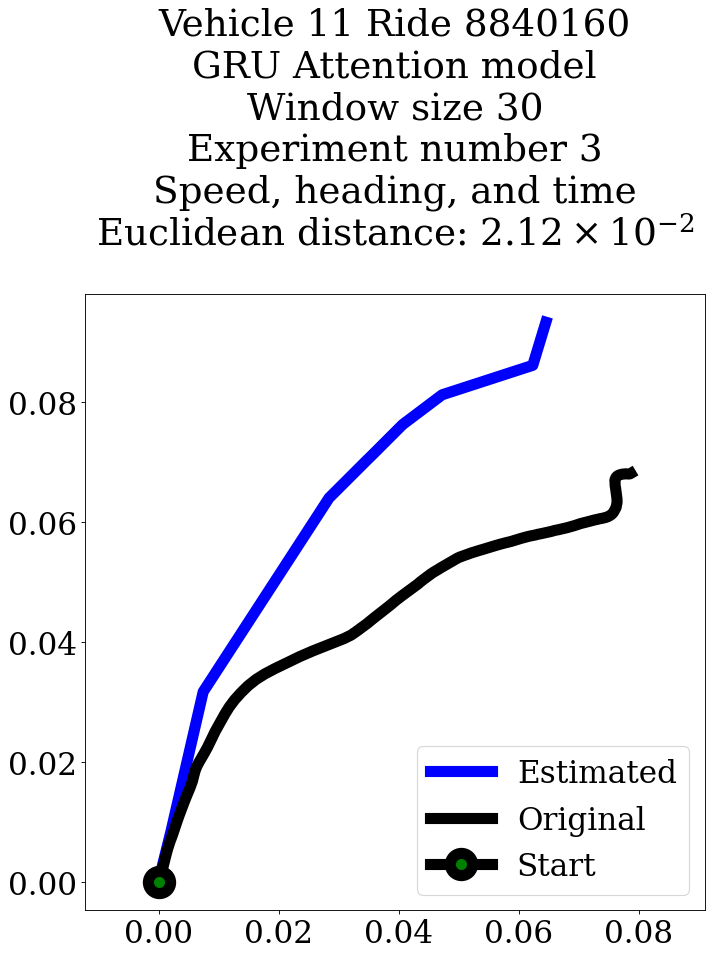 Vehicle 11 Ride 8840160
GRU Attention model
Window size 30
Experiment number 3
Speed, heading, and time
Euclidean distance: 2.12 × 10⁻²
0.08
0.06
0.04
0.02
0.00
Estimated
Original
Start
0.00 0.02 0.04 0.06 0.08